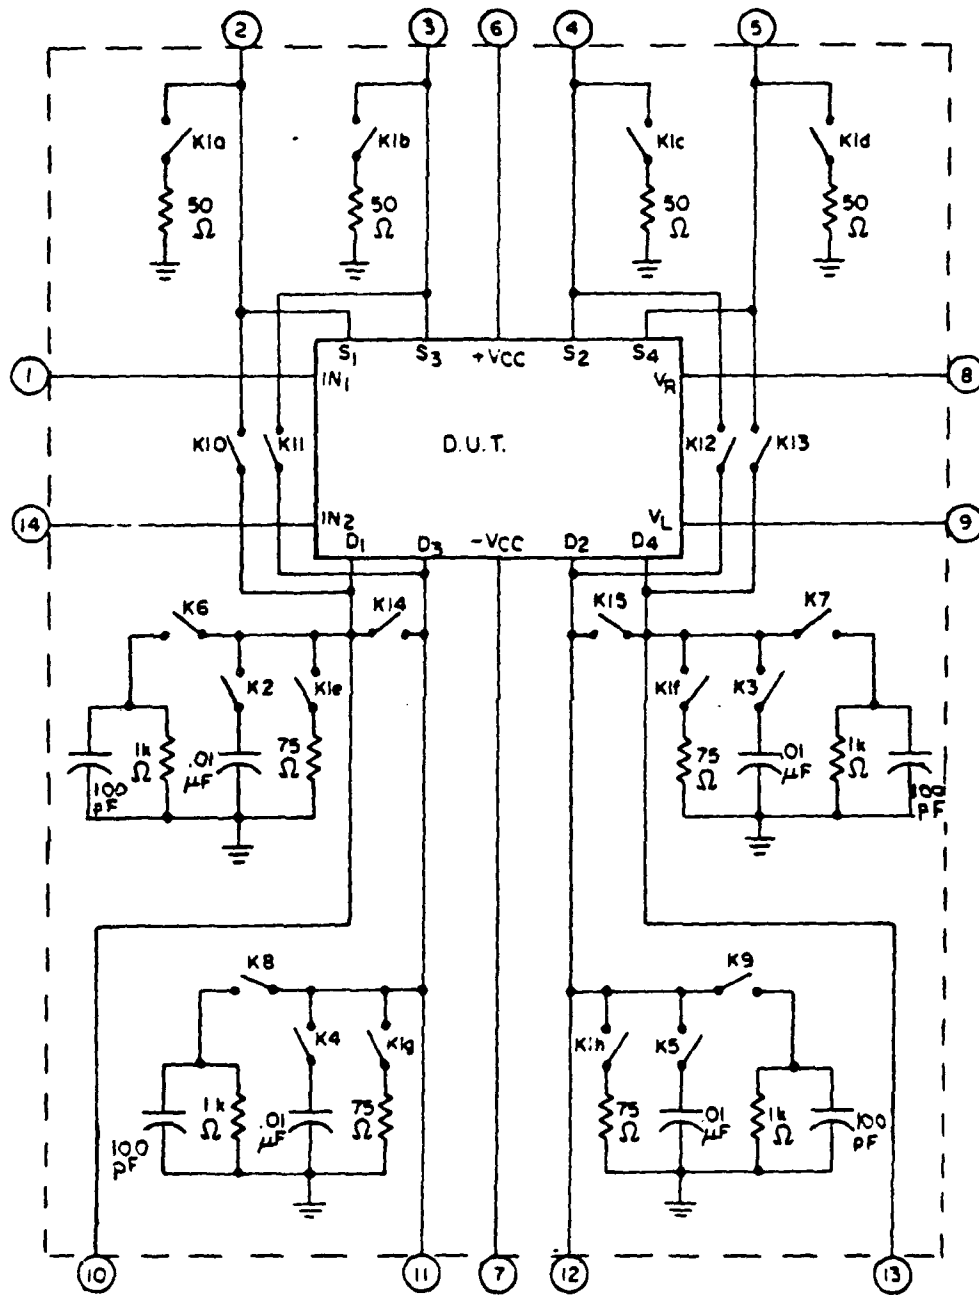 2 3 6 4 5
K1a K1b K1c K1d
50 Ω 50 Ω 50 Ω 50 Ω
S1 S3 +VCC S2 S4
1 IN1 VR 8
K10 K11 D.U.T. K12 K13
14 IN2 VL 9
D1 D3 -VCC D2 D4
K6 K14 K15 K7
K2 K1e K1f K3
100 pF 1k Ω .01 μF 75 Ω 75 Ω .01 μF 1k Ω 100 pF
K8 K9
K4 K1g K1h K5
100 pF 1k Ω .01 μF 75 Ω 75 Ω .01 μF 1k Ω 100 pF
10 11 7 12 13